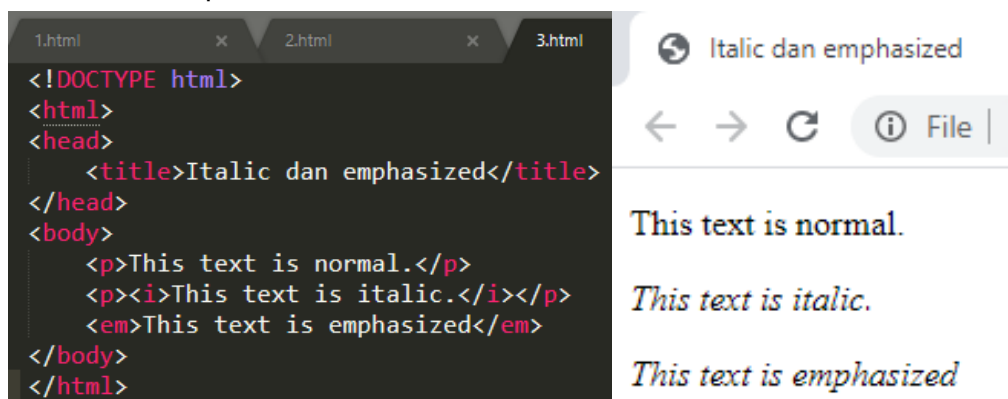 1.html × 2.html × 3.html
<!DOCTYPE html>
<html>
<head>
<title>Italic dan emphasized</title>
</head>
<body>
<p>This text is normal.</p>
<p><i>This text is italic.</i></p>
<em>This text is emphasized</em>
</body>
</html>
Italic dan emphasized
File
This text is normal.
This text is italic.
This text is emphasized